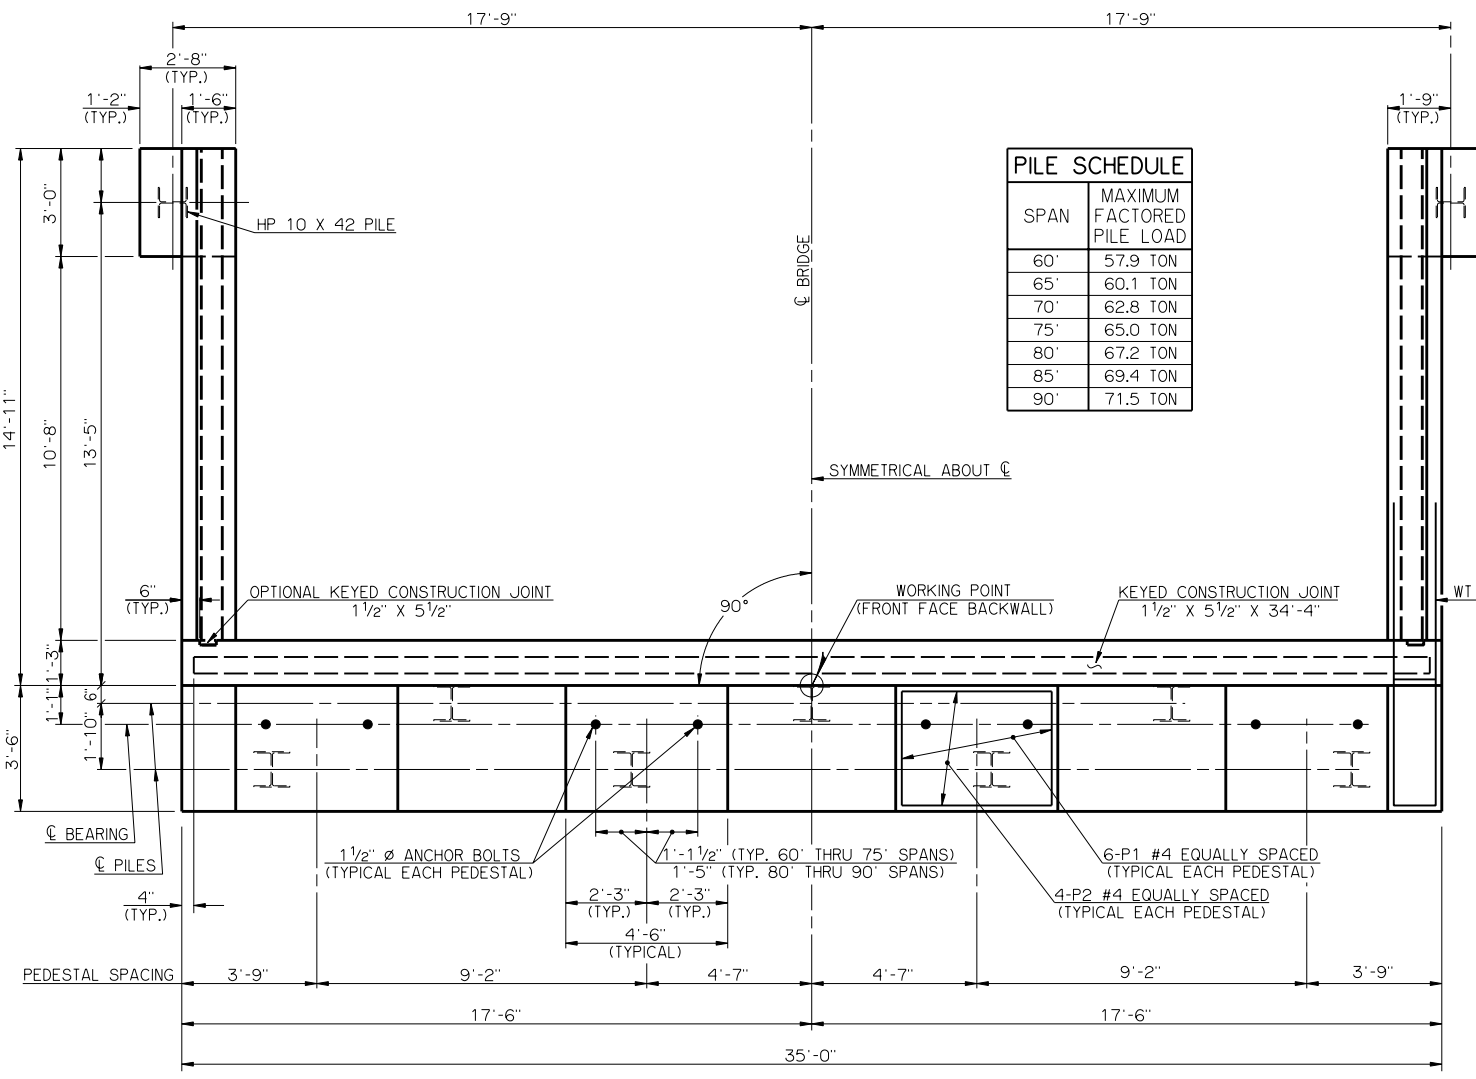 17'-9"
17'-9"
2'-8"
(TYP.)
1'-2"
(TYP.)
1'-6"
(TYP.)
1'-9"
(TYP.)
PILE SCHEDULE
SPAN
MAXIMUM
FACTORED
PILE LOAD
60' 57.9 TON
65' 60.1 TON
70' 62.8 TON
75' 65.0 TON
80' 67.2 TON
85' 69.4 TON
90' 71.5 TON
3'-0"
HP 10 X 42 PILE
℄ BRIDGE
14'-11"
10'-8"
13'-5"
SYMMETRICAL ABOUT ℄
6"
(TYP.)
OPTIONAL KEYED CONSTRUCTION JOINT
1 1/2" X 5 1/2"
90°
WORKING POINT
(FRONT FACE BACKWALL)
KEYED CONSTRUCTION JOINT
1 1/2" X 5 1/2" X 34'-4"
WT
1'-3"
1'-1"
6"
1'-10"
3'-6"
℄ BEARING
℄ PILES
1 1/2" Ø ANCHOR BOLTS
(TYPICAL EACH PEDESTAL)
1'-1 1/2" (TYP. 60' THRU 75' SPANS)
1'-5" (TYP. 80' THRU 90' SPANS)
6-P1 #4 EQUALLY SPACED
(TYPICAL EACH PEDESTAL)
4-P2 #4 EQUALLY SPACED
(TYPICAL EACH PEDESTAL)
4"
(TYP.)
2'-3"
(TYP.)
2'-3"
(TYP.)
4'-6"
(TYPICAL)
PEDESTAL SPACING
3'-9"
9'-2"
4'-7"
4'-7"
9'-2"
3'-9"
17'-6"
17'-6"
35'-0"